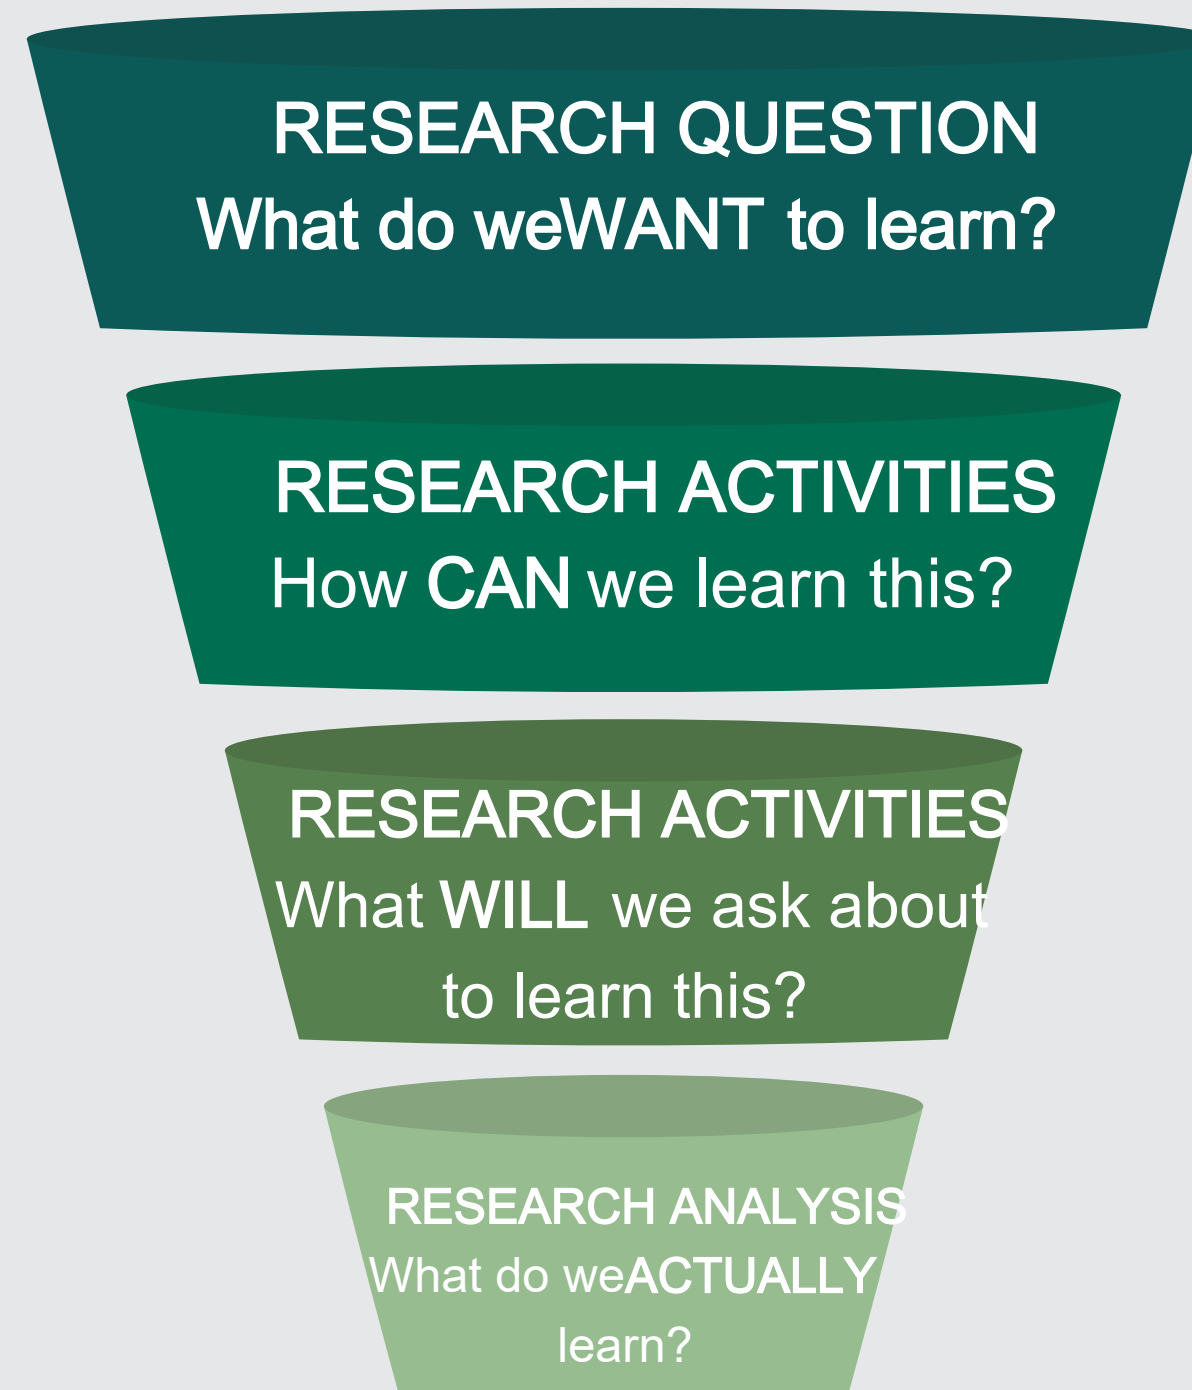 RESEARCH QUESTION
What do weWANT to learn?
RESEARCH ACTIVITIES
How CAN we learn this?
RESEARCH ACTIVITIES
What WILL we ask about
to learn this?
RESEARCH ANALYSIS
What do weACTUALLY
learn?